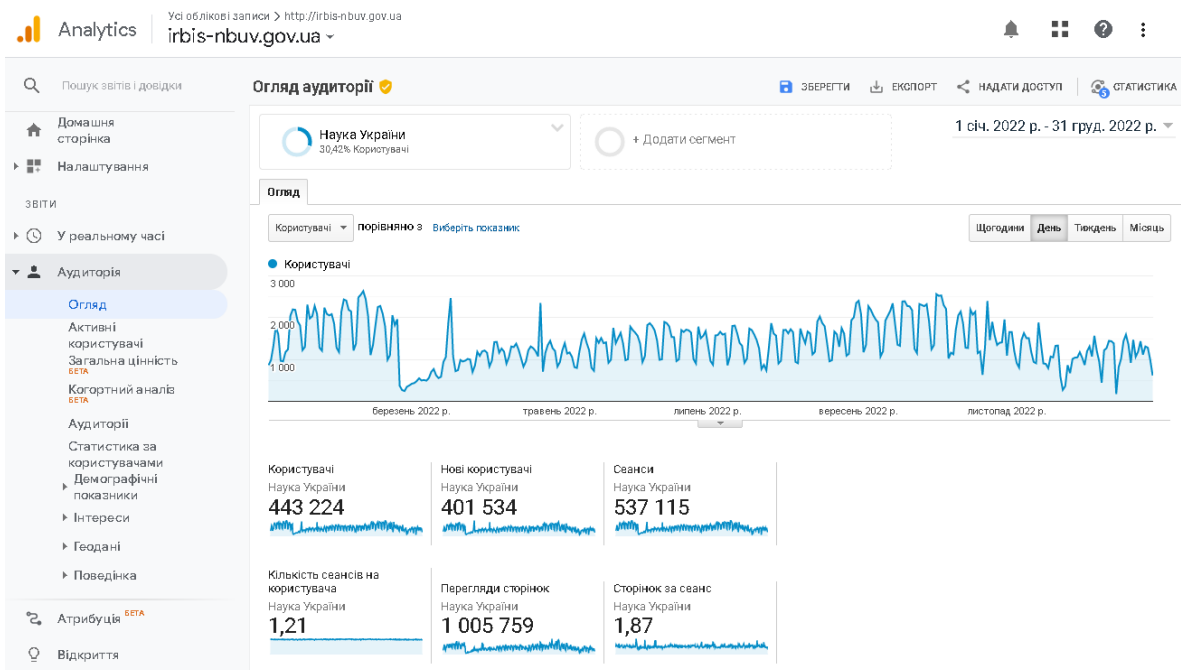 Analytics
Усі облікові записи > http://irbis-nbuv.gov.ua
irbis-nbuv.gov.ua
Пошук звітів і довідки
Домашня
сторінка
Налаштування
ЗВІТИ
У реальному часі
Аудиторія
Огляд
Активні
користувачі
Загальна цінність
БЕТА
Когортний аналіз
БЕТА
Аудиторії
Статистика за
користувачами
Демографічні
показники
Інтереси
Геодані
Поведінка
Атрибуція БЕТА
Відкриття
Огляд аудиторії
ЗБЕРЕГТИ
ЕКСПОРТ
НАДАТИ ДОСТУП
5
СТАТИСТИКА
Наука України
30,42% Користувачі
+ Додати сегмент
1 січ. 2022 р. - 31 груд. 2022 р.
Огляд
Користувачі
порівняно з
Виберіть показник
Щогодини
День
Тиждень
Місяць
Користувачі
3 000
2 000
1 000
березень 2022 р.
травень 2022 р.
липень 2022 р.
вересень 2022 р.
листопад 2022 р.
Користувачі
Наука України
443 224
Нові користувачі
Наука України
401 534
Сеанси
Наука України
537 115
Кількість сеансів на
користувача
Наука України
1,21
Перегляди сторінок
Наука України
1 005 759
Сторінок за сеанс
Наука України
1,87